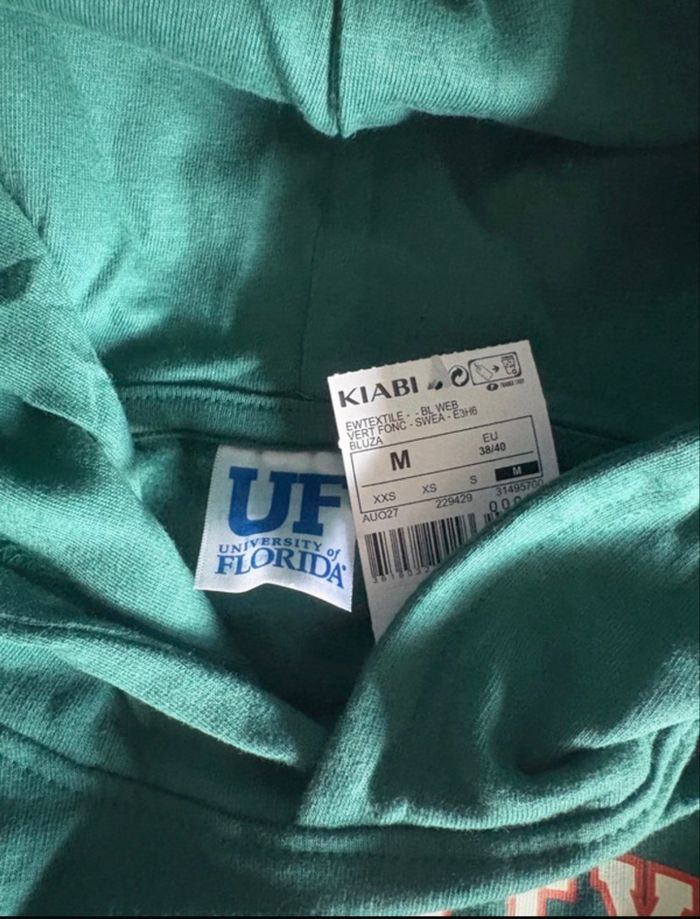 KIABI
EWTEXTILE - - BL WEB
VERT FONC - SWEA - E3H6
BLUZA
M
EU
38/40
XXS XS S M
AUO27 229429 31495700
UF
UNIVERSITY of
FLORIDA